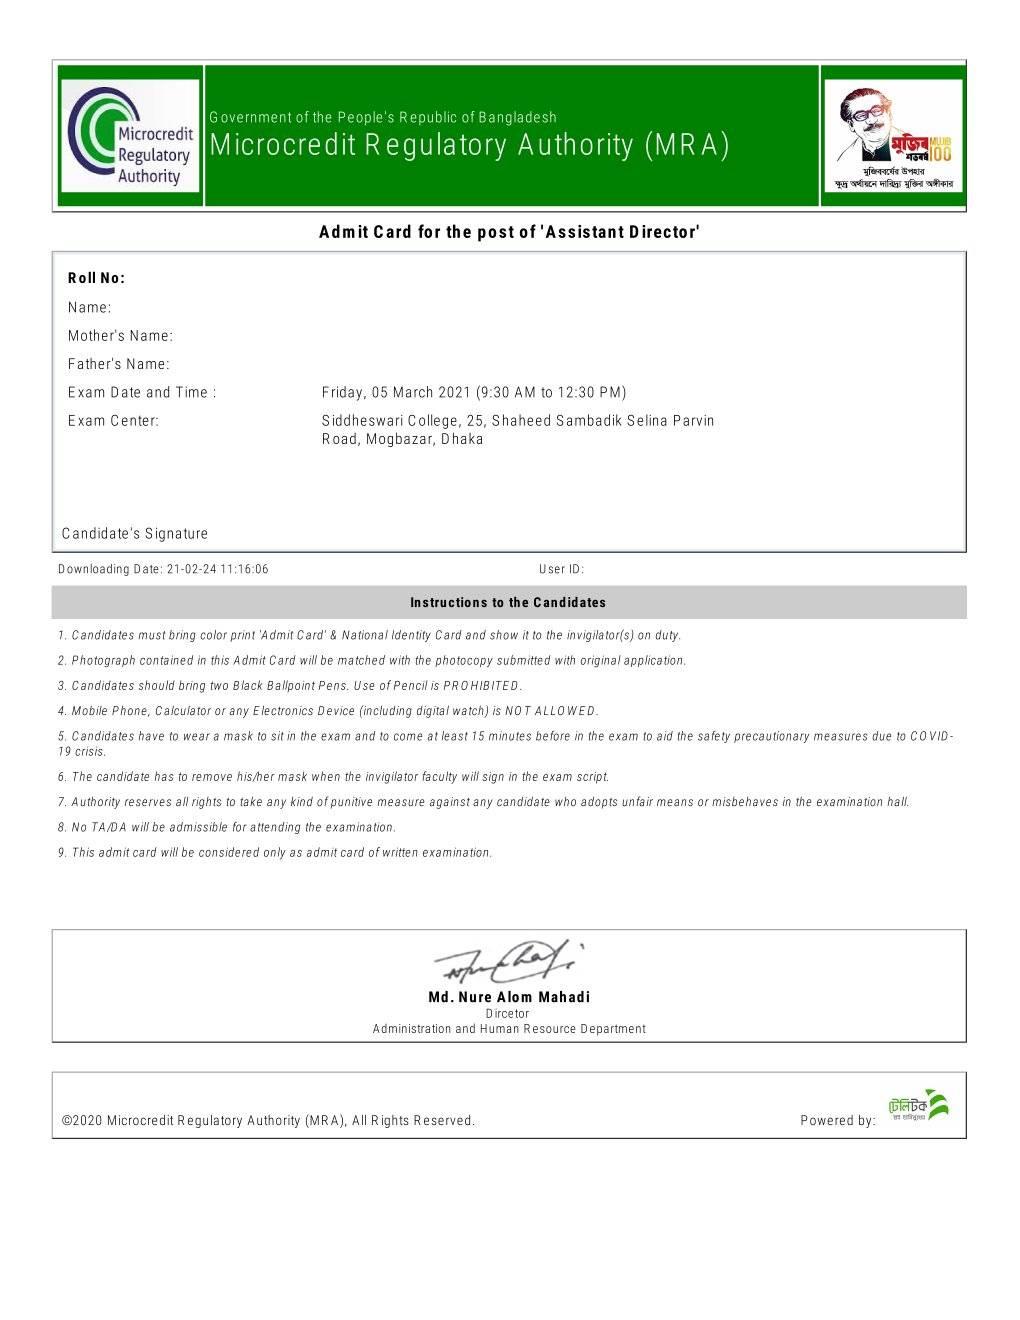 Microcredit
Regulatory
Authority
Government of the People's Republic of Bangladesh
Microcredit Regulatory Authority (MRA)
মুজিব MUJIB
শতবর্ষ 100
মুজিববর্ষের উপহার
ক্ষুদ্র অর্থায়নে দারিদ্র্য মুক্তির অঙ্গীকার
Admit Card for the post of 'Assistant Director'
Roll No:
Name:
Mother's Name:
Father's Name:
Exam Date and Time : Friday, 05 March 2021 (9:30 AM to 12:30 PM)
Exam Center: Siddheswari College, 25, Shaheed Sambadik Selina Parvin
Road, Mogbazar, Dhaka
Candidate's Signature
Downloading Date: 21-02-24 11:16:06 User ID:
Instructions to the Candidates
1. Candidates must bring color print 'Admit Card' & National Identity Card and show it to the invigilator(s) on duty.
2. Photograph contained in this Admit Card will be matched with the photocopy submitted with original application.
3. Candidates should bring two Black Ballpoint Pens. Use of Pencil is PROHIBITED.
4. Mobile Phone, Calculator or any Electronics Device (including digital watch) is NOT ALLOWED.
5. Candidates have to wear a mask to sit in the exam and to come at least 15 minutes before in the exam to aid the safety precautionary measures due to COVID-
19 crisis.
6. The candidate has to remove his/her mask when the invigilator faculty will sign in the exam script.
7. Authority reserves all rights to take any kind of punitive measure against any candidate who adopts unfair means or misbehaves in the examination hall.
8. No TA/DA will be admissible for attending the examination.
9. This admit card will be considered only as admit card of written examination.
Md. Nure Alom Mahadi
Dircetor
Administration and Human Resource Department
©2020 Microcredit Regulatory Authority (MRA), All Rights Reserved. Powered by: টেলিটক